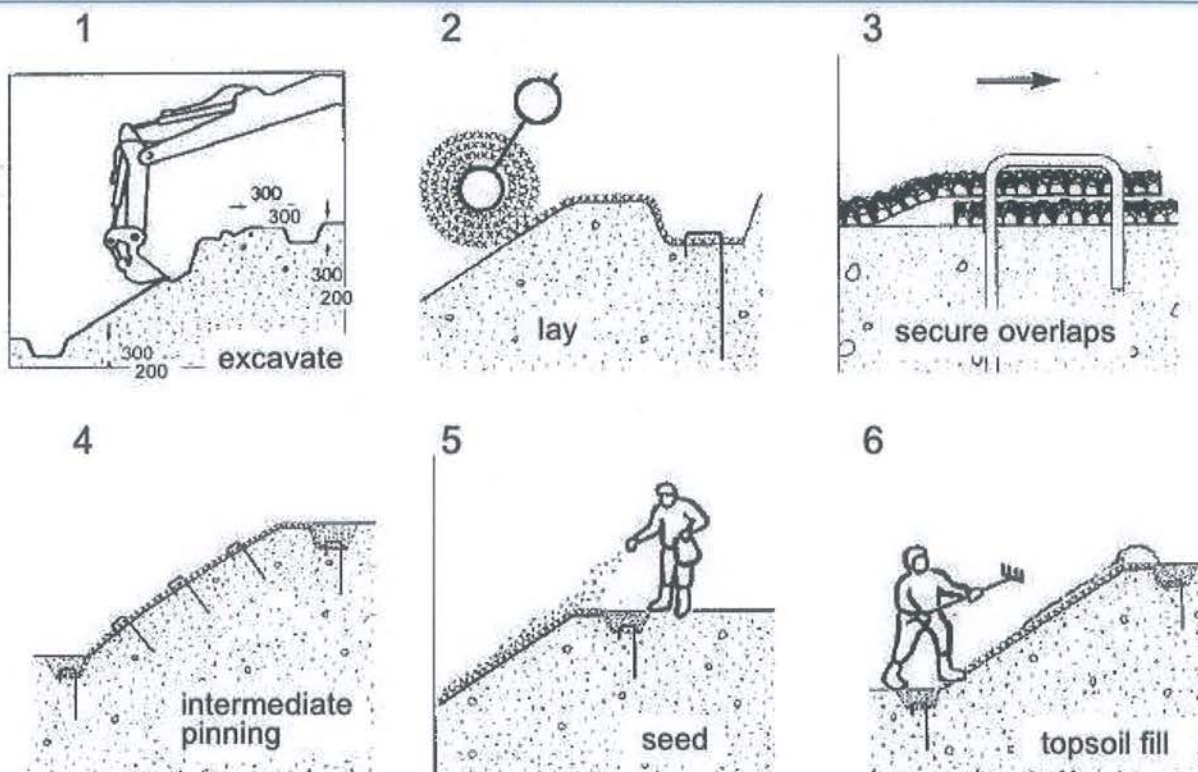 1
2
3
300
300
300
200
300
200
excavate
lay
secure overlaps
4
5
6
intermediate
pinning
seed
topsoil fill